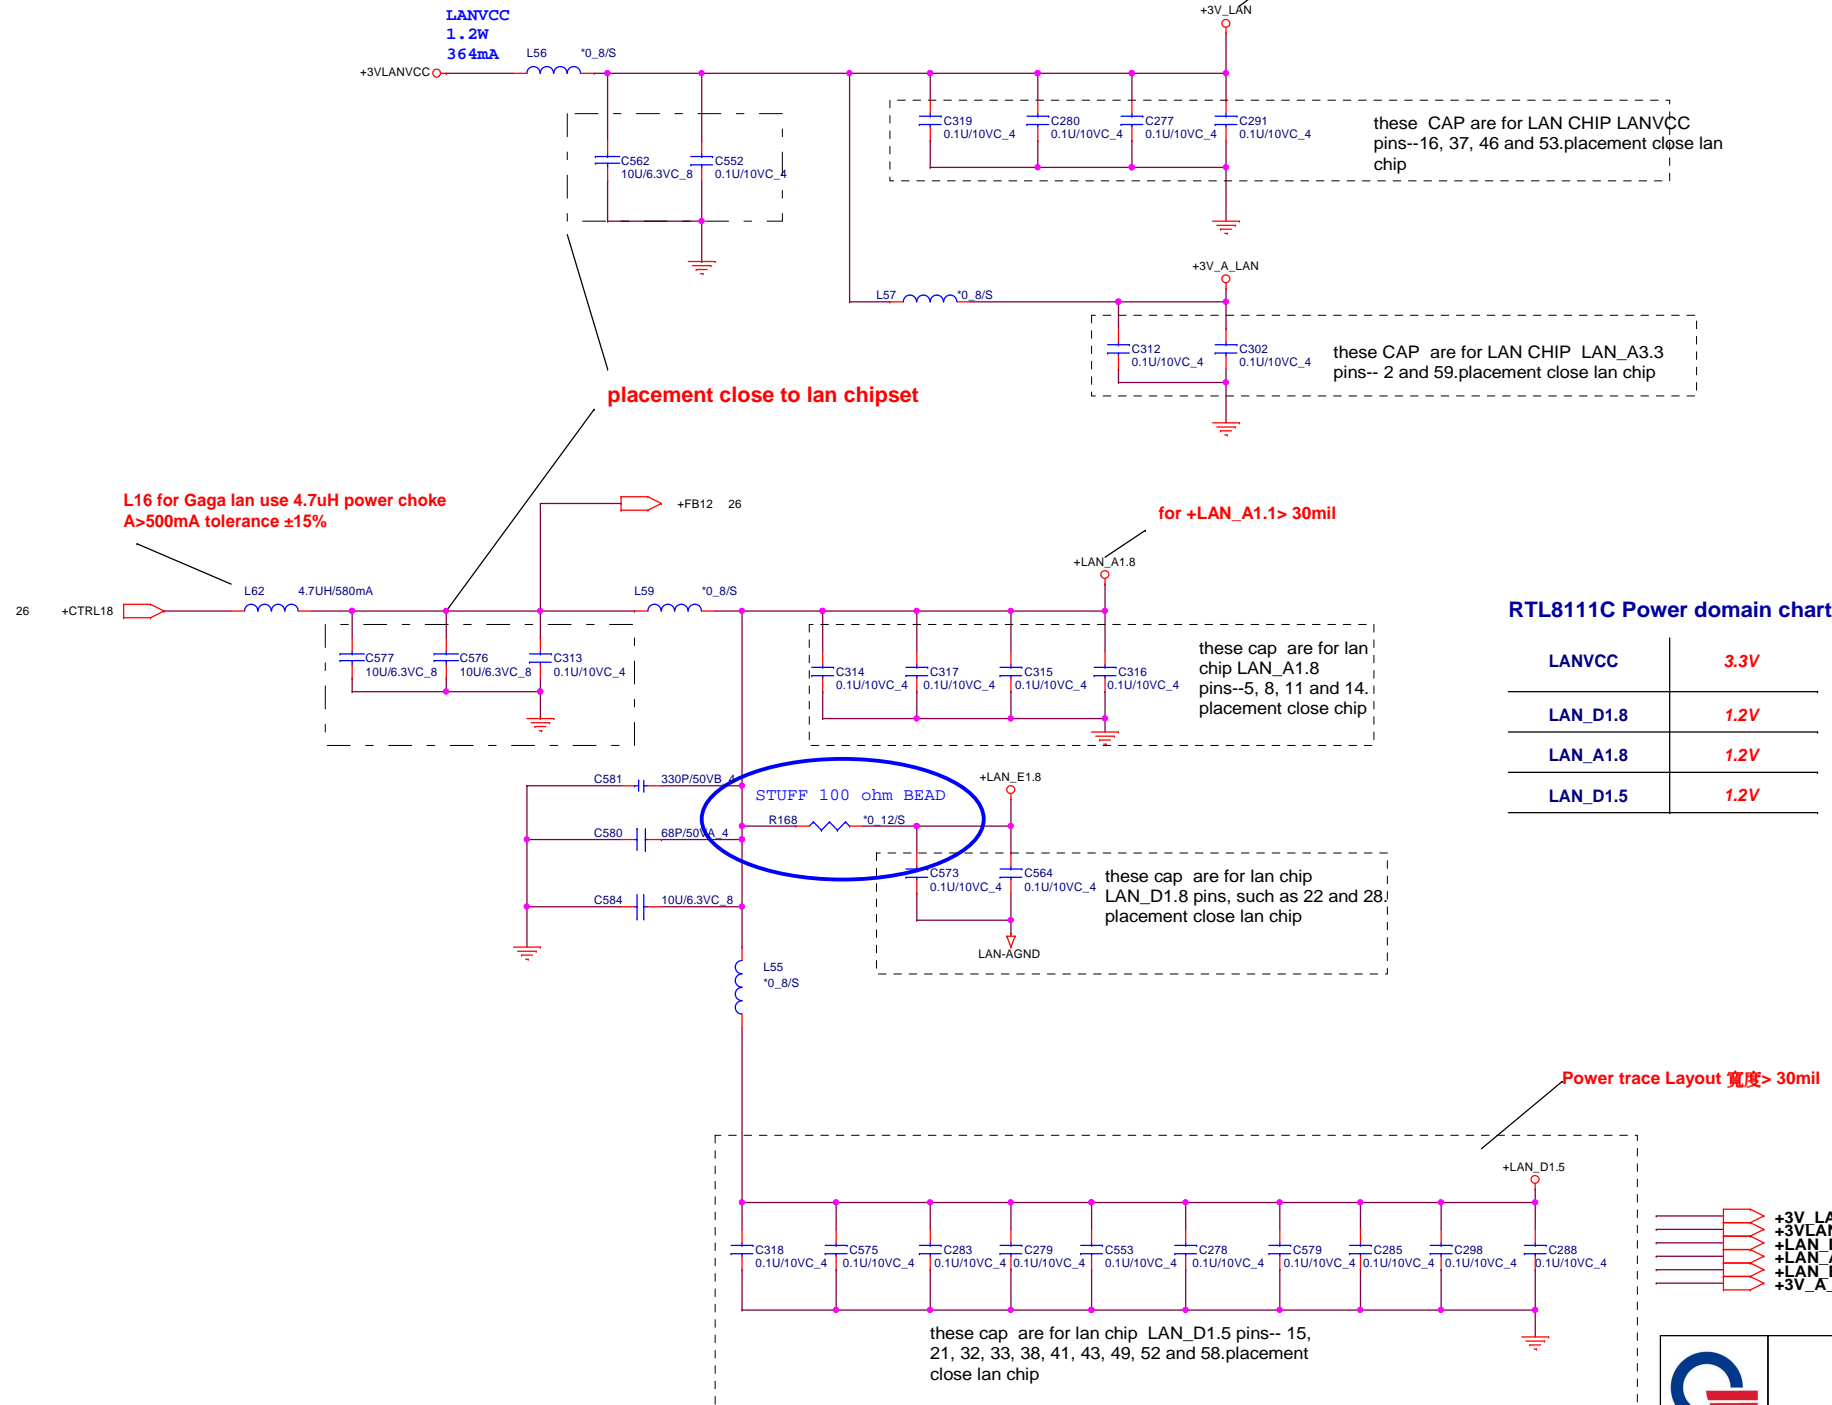 LANVCC
1.2W
364mA
+3VLANVCC
L56
*0_8/S
+3V_LAN
C319
0.1U/10VC_4
C280
0.1U/10VC_4
C277
0.1U/10VC_4
C291
0.1U/10VC_4
these CAP are for LAN CHIP LANVCC
pins--16, 37, 46 and 53.placement close lan
chip
C562
10U/6.3VC_8
C552
0.1U/10VC_4
+3V_A_LAN
L57
*0_8/S
C312
0.1U/10VC_4
C302
0.1U/10VC_4
these CAP are for LAN CHIP LAN_A3.3
pins-- 2 and 59.placement close lan chip
placement close to lan chipset
L16 for Gaga lan use 4.7uH power choke
A>500mA tolerance ±15%
+FB12 26
for +LAN_A1.1> 30mil
+LAN_A1.8
26 +CTRL18
L62
4.7UH/580mA
L59
*0_8/S
C577
10U/6.3VC_8
C576
10U/6.3VC_8
C313
0.1U/10VC_4
C314
0.1U/10VC_4
C317
0.1U/10VC_4
C315
0.1U/10VC_4
C316
0.1U/10VC_4
these cap are for lan
chip LAN_A1.8
pins--5, 8, 11 and 14.
placement close chip
RTL8111C Power domain chart
LANVCC 3.3V
LAN_D1.8 1.2V
LAN_A1.8 1.2V
LAN_D1.5 1.2V
C581
330P/50VB_4
STUFF 100 ohm BEAD
+LAN_E1.8
R168
*0_12/S
C580
68P/50VA_4
C584
10U/6.3VC_8
C573
0.1U/10VC_4
C564
0.1U/10VC_4
these cap are for lan chip
LAN_D1.8 pins, such as 22 and 28.
placement close lan chip
LAN-AGND
L55
*0_8/S
Power trace Layout 寬度> 30mil
+LAN_D1.5
C318
0.1U/10VC_4
C575
0.1U/10VC_4
C283
0.1U/10VC_4
C279
0.1U/10VC_4
C553
0.1U/10VC_4
C278
0.1U/10VC_4
C579
0.1U/10VC_4
C285
0.1U/10VC_4
C298
0.1U/10VC_4
C288
0.1U/10VC_4
these cap are for lan chip LAN_D1.5 pins-- 15,
21, 32, 33, 38, 41, 43, 49, 52 and 58.placement
close lan chip